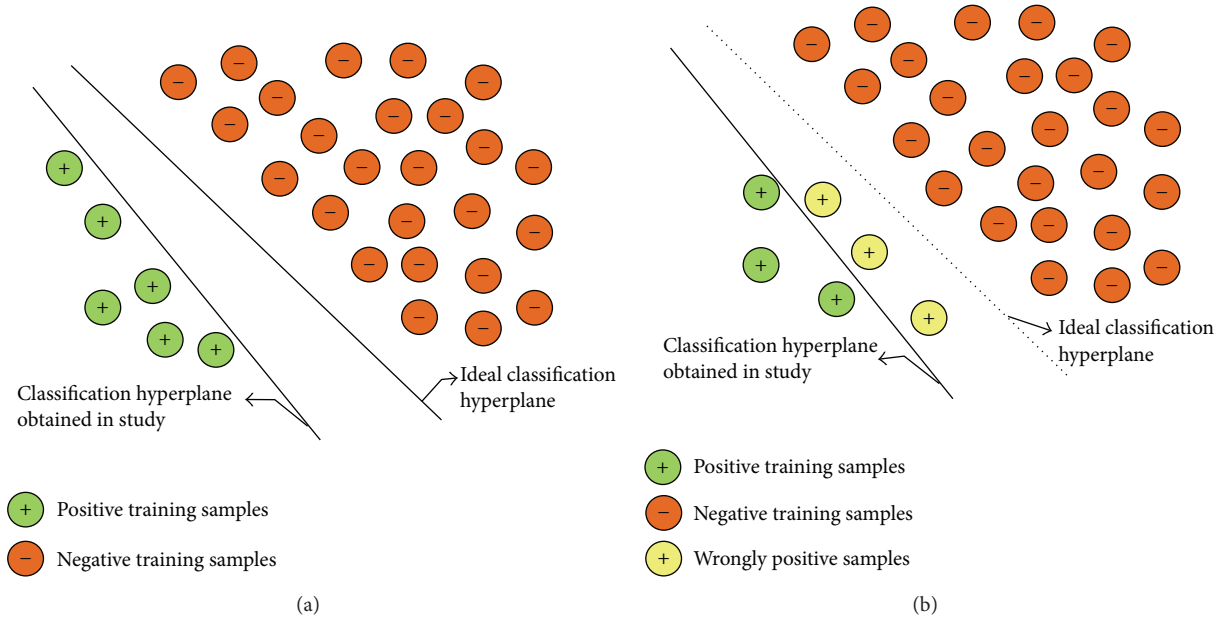 Ideal classification
hyperplane
Classification hyperplane
obtained in study
+ Positive training samples
− Negative training samples
(a)
Ideal classification
hyperplane
Classification hyperplane
obtained in study
+ Positive training samples
− Negative training samples
+ Wrongly positive samples
(b)